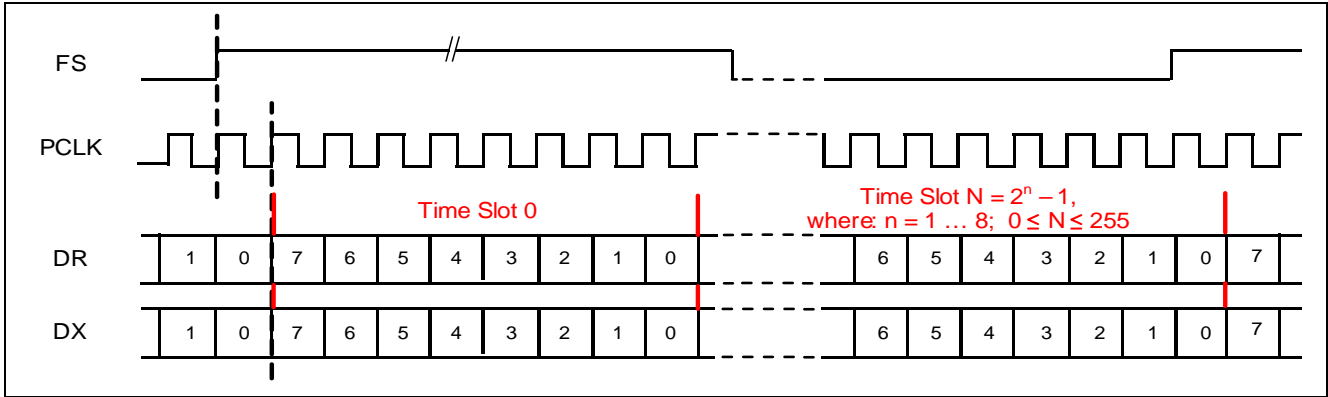 FS
PCLK
Time Slot 0
Time Slot N = 2ⁿ – 1,
where: n = 1 … 8; 0 ≤ N ≤ 255
DR 1 0 7 6 5 4 3 2 1 0 6 5 4 3 2 1 0 7
DX 1 0 7 6 5 4 3 2 1 0 6 5 4 3 2 1 0 7